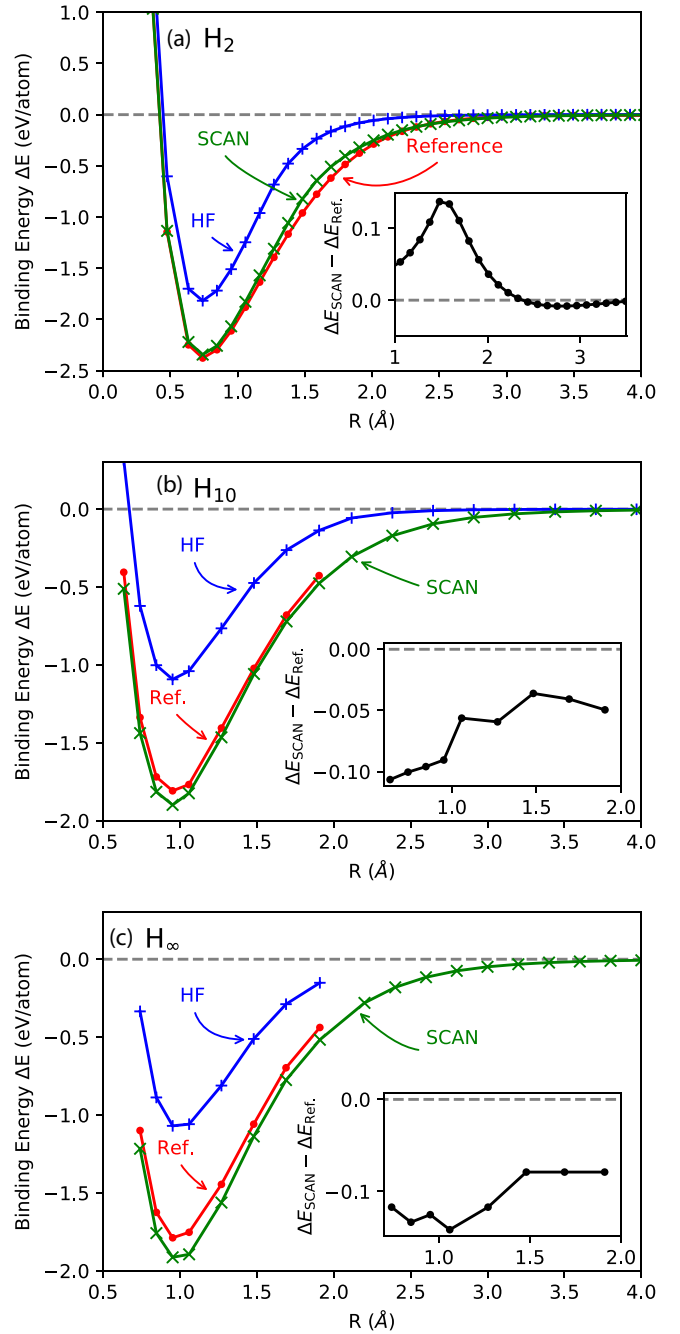 (a) H2
1.0
0.5
0.0
−0.5
−1.0
−1.5
−2.0
−2.5
Binding Energy ΔE (eV/atom)
SCAN
Reference
HF
ΔESCAN − ΔERef.
0.1
0.0
1 2 3
0.0 0.5 1.0 1.5 2.0 2.5 3.0 3.5 4.0
R (Å)
(b) H10
0.0
−0.5
−1.0
−1.5
−2.0
Binding Energy ΔE (eV/atom)
HF
SCAN
Ref.
ΔESCAN − ΔERef.
0.00
−0.05
−0.10
1.0 1.5 2.0
0.5 1.0 1.5 2.0 2.5 3.0 3.5 4.0
R (Å)
(c) H∞
0.0
−0.5
−1.0
−1.5
−2.0
Binding Energy ΔE (eV/atom)
HF
SCAN
Ref.
ΔESCAN − ΔERef.
0.0
−0.1
1.0 1.5 2.0
0.5 1.0 1.5 2.0 2.5 3.0 3.5 4.0
R (Å)